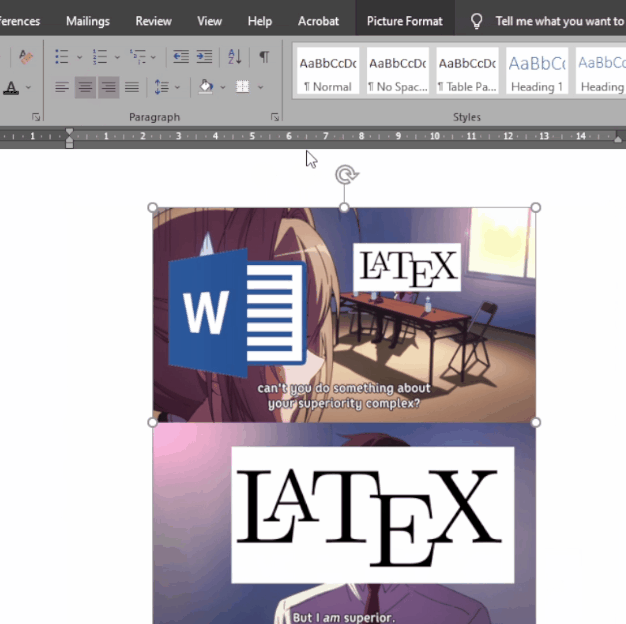 ferences Mailings Review View Help Acrobat Picture Format Tell me what you want to
Paragraph Styles
AaBbCcDc AaBbCcDc AaBbCcDc AaBbCc AaBbCc
¶ Normal ¶ No Spac... ¶ Table Pa... Heading 1 Heading
1 1 2 3 4 5 6 7 8 9 10 11 12 13 14
W
LATEX
can't you do something about
your superiority complex?
LATEX
But I am superior.